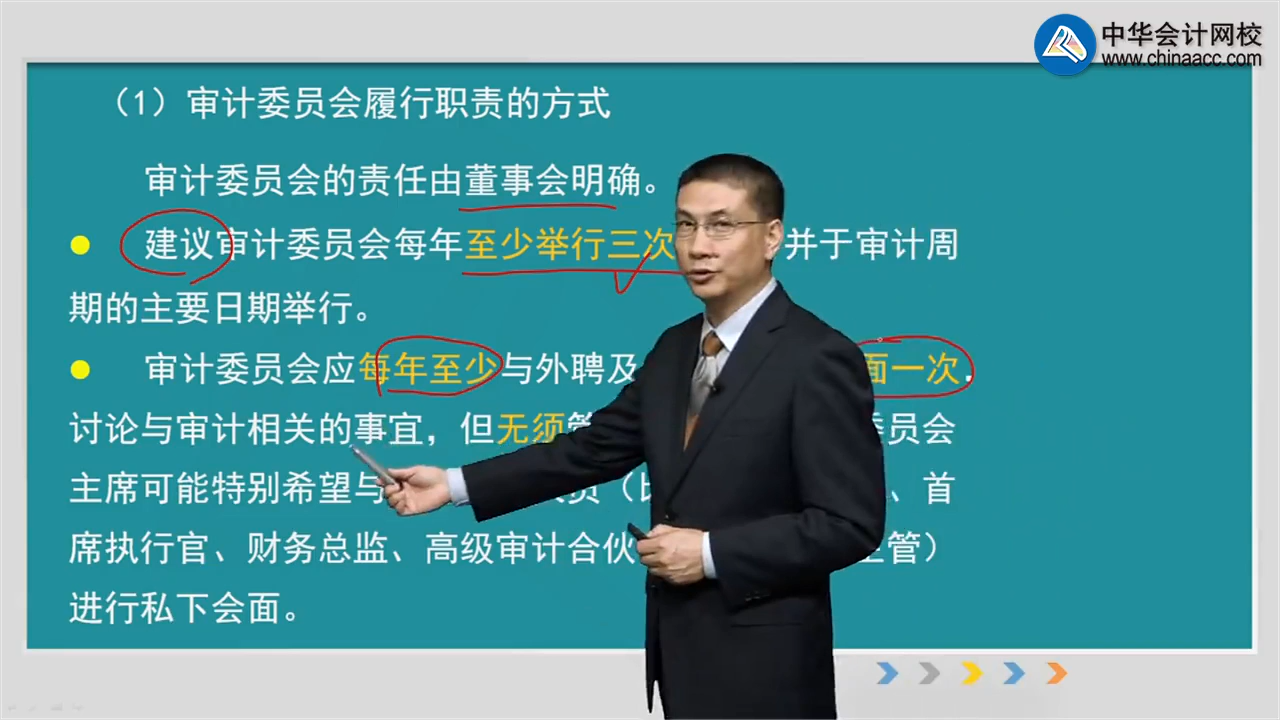 中华会计网校
www.chinaacc.com
（1）审计委员会履行职责的方式
审计委员会的责任由董事会明确。
建议审计委员会每年至少举行三次 并于审计周
期的主要日期举行。
审计委员会应每年至少与外聘及 面一次，
讨论与审计相关的事宜，但无须 委员会
主席可能特别希望与 、首
席执行官、财务总监、高级审计合伙 主管）
进行私下会面。